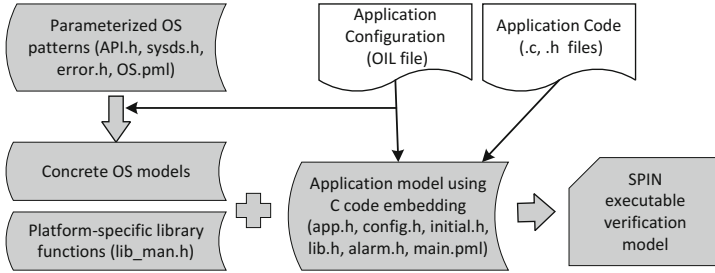 Parameterized OS
patterns (API.h, sysds.h,
error.h, OS.pml)
Application
Configuration
(OIL file)
Application Code
(.c, .h files)
Concrete OS models
Platform-specific library
functions (lib_man.h)
Application model using
C code embedding
(app.h, config.h, initial.h,
lib.h, alarm.h, main.pml)
SPIN
executable
verification
model